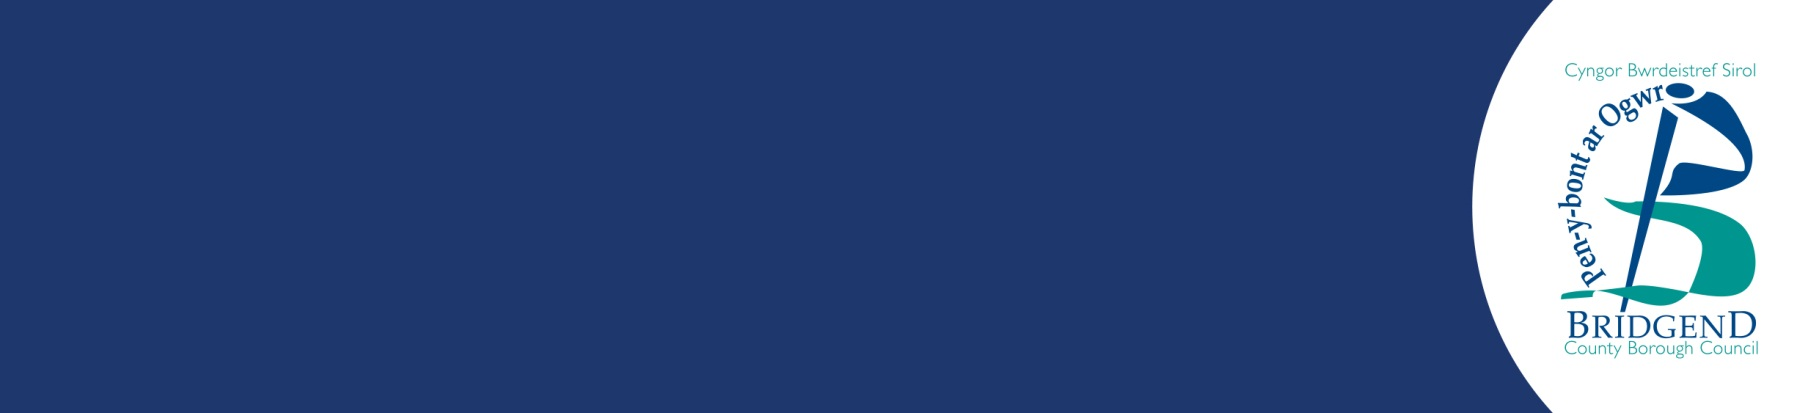 Cyngor Bwrdeistref Sirol
Pen-y-bont ar Ogwr
BRIDGEND
County Borough Council